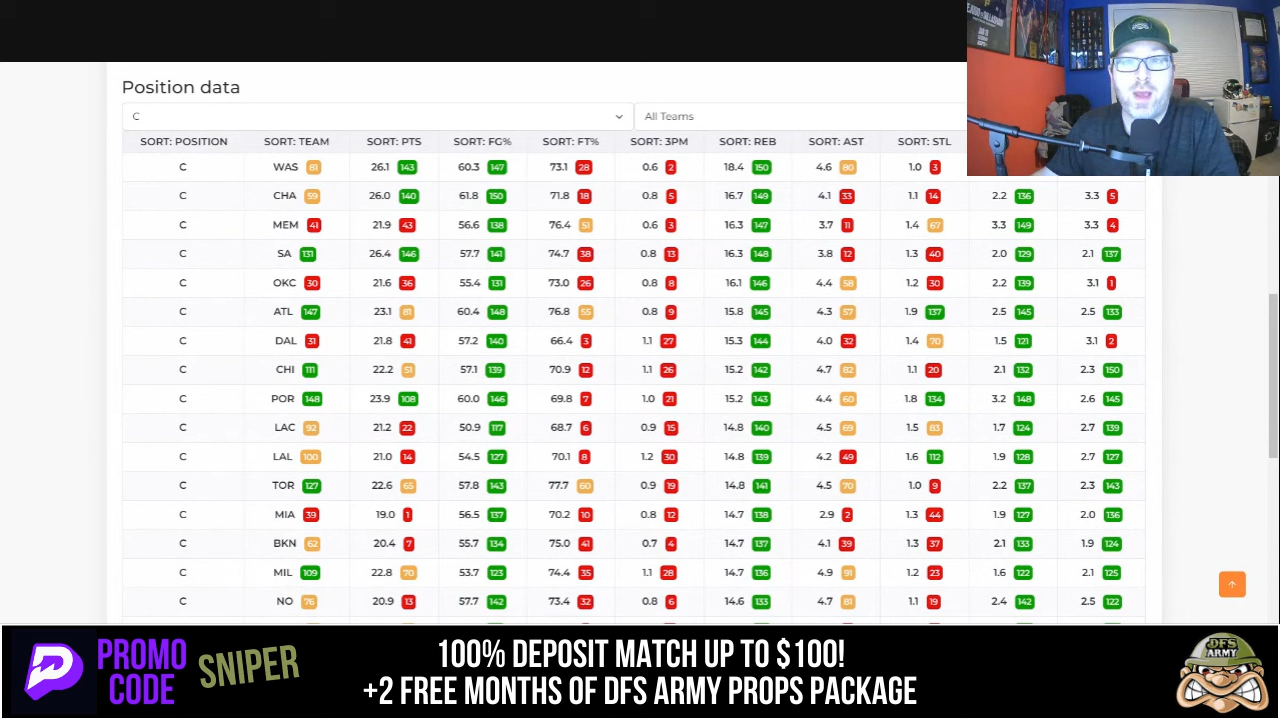 Position data
C All Teams
SORT: POSITION SORT: TEAM SORT: PTS SORT: FG% SORT: FT% SORT: 3PM SORT: REB SORT: AST SORT: STL
C WAS 81 26.1 143 60.3 147 73.1 28 0.6 2 18.4 150 4.6 80 1.0 3
C CHA 59 26.0 140 61.8 150 71.8 18 0.8 5 16.7 149 4.1 33 1.1 14 2.2 136 3.3 5
C MEM 41 21.9 43 56.6 138 76.4 51 0.6 3 16.3 147 3.7 11 1.4 67 3.3 149 3.3 4
C SA 131 26.4 146 57.7 141 74.7 38 0.8 13 16.3 148 3.8 12 1.3 40 2.0 129 2.1 137
C OKC 30 21.6 36 55.4 131 73.0 26 0.8 8 16.1 146 4.4 58 1.2 30 2.2 139 3.1 1
C ATL 147 23.1 81 60.4 148 76.8 55 0.8 9 15.8 145 4.3 57 1.9 137 2.5 145 2.5 133
C DAL 31 21.8 41 57.2 140 66.4 3 1.1 27 15.3 144 4.0 32 1.4 70 1.5 121 3.1 2
C CHI 111 22.2 51 57.1 139 70.9 12 1.1 26 15.2 142 4.7 82 1.1 20 2.1 132 2.3 150
C POR 148 23.9 108 60.0 146 69.8 7 1.0 21 15.2 143 4.4 60 1.8 134 3.2 148 2.6 145
C LAC 92 21.2 22 50.9 117 68.7 6 0.9 15 14.8 140 4.5 69 1.5 83 1.7 124 2.7 139
C LAL 100 21.0 14 54.5 127 70.1 8 1.2 30 14.8 139 4.2 49 1.6 112 1.9 128 2.7 127
C TOR 127 22.6 65 57.8 143 77.7 60 0.9 19 14.8 141 4.5 70 1.0 9 2.2 137 2.3 143
C MIA 39 19.0 1 56.5 137 70.2 10 0.8 12 14.7 138 2.9 2 1.3 44 1.9 127 2.0 136
C BKN 62 20.4 7 55.7 134 75.0 41 0.7 4 14.7 137 4.1 39 1.3 37 2.1 133 1.9 124
C MIL 109 22.8 70 53.7 123 74.4 35 1.1 28 14.7 136 4.9 91 1.2 23 1.6 122 2.1 125
C NO 76 20.9 13 57.7 142 73.4 32 0.8 6 14.6 133 4.7 81 1.1 19 2.4 142 2.5 122
PROMO CODE SNIPER
100% DEPOSIT MATCH UP TO $100!
+2 FREE MONTHS OF DFS ARMY PROPS PACKAGE
DFS ARMY